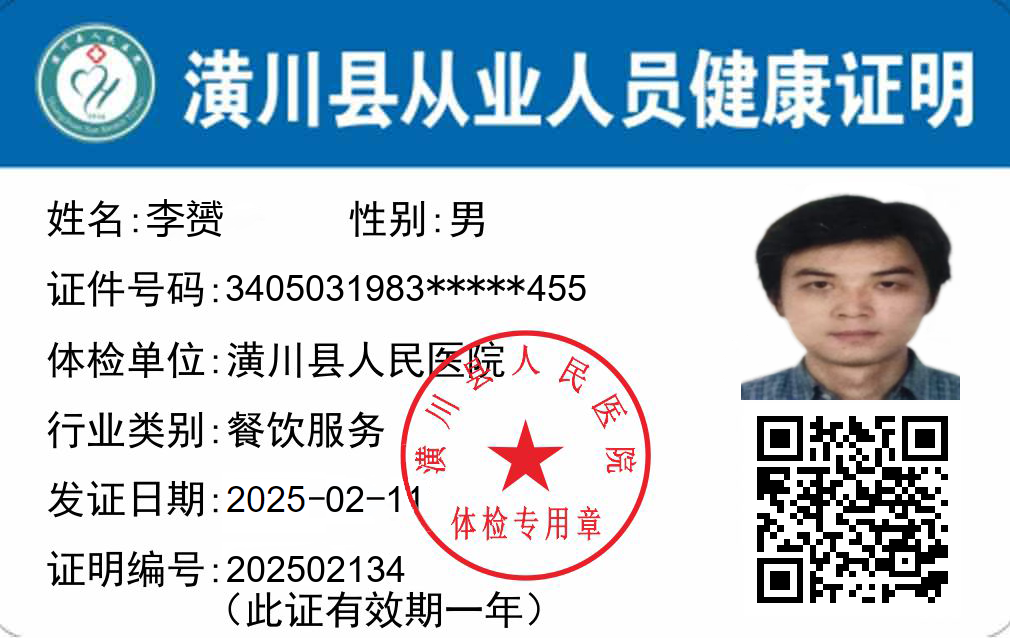 潢川县从业人员健康证明
姓名:李赟 性别:男
证件号码:3405031983*****455
体检单位:潢川县人民医院
行业类别:餐饮服务
发证日期:2025-02-11
证明编号:202502134
（此证有效期一年）
潢川县人民医院
体检专用章